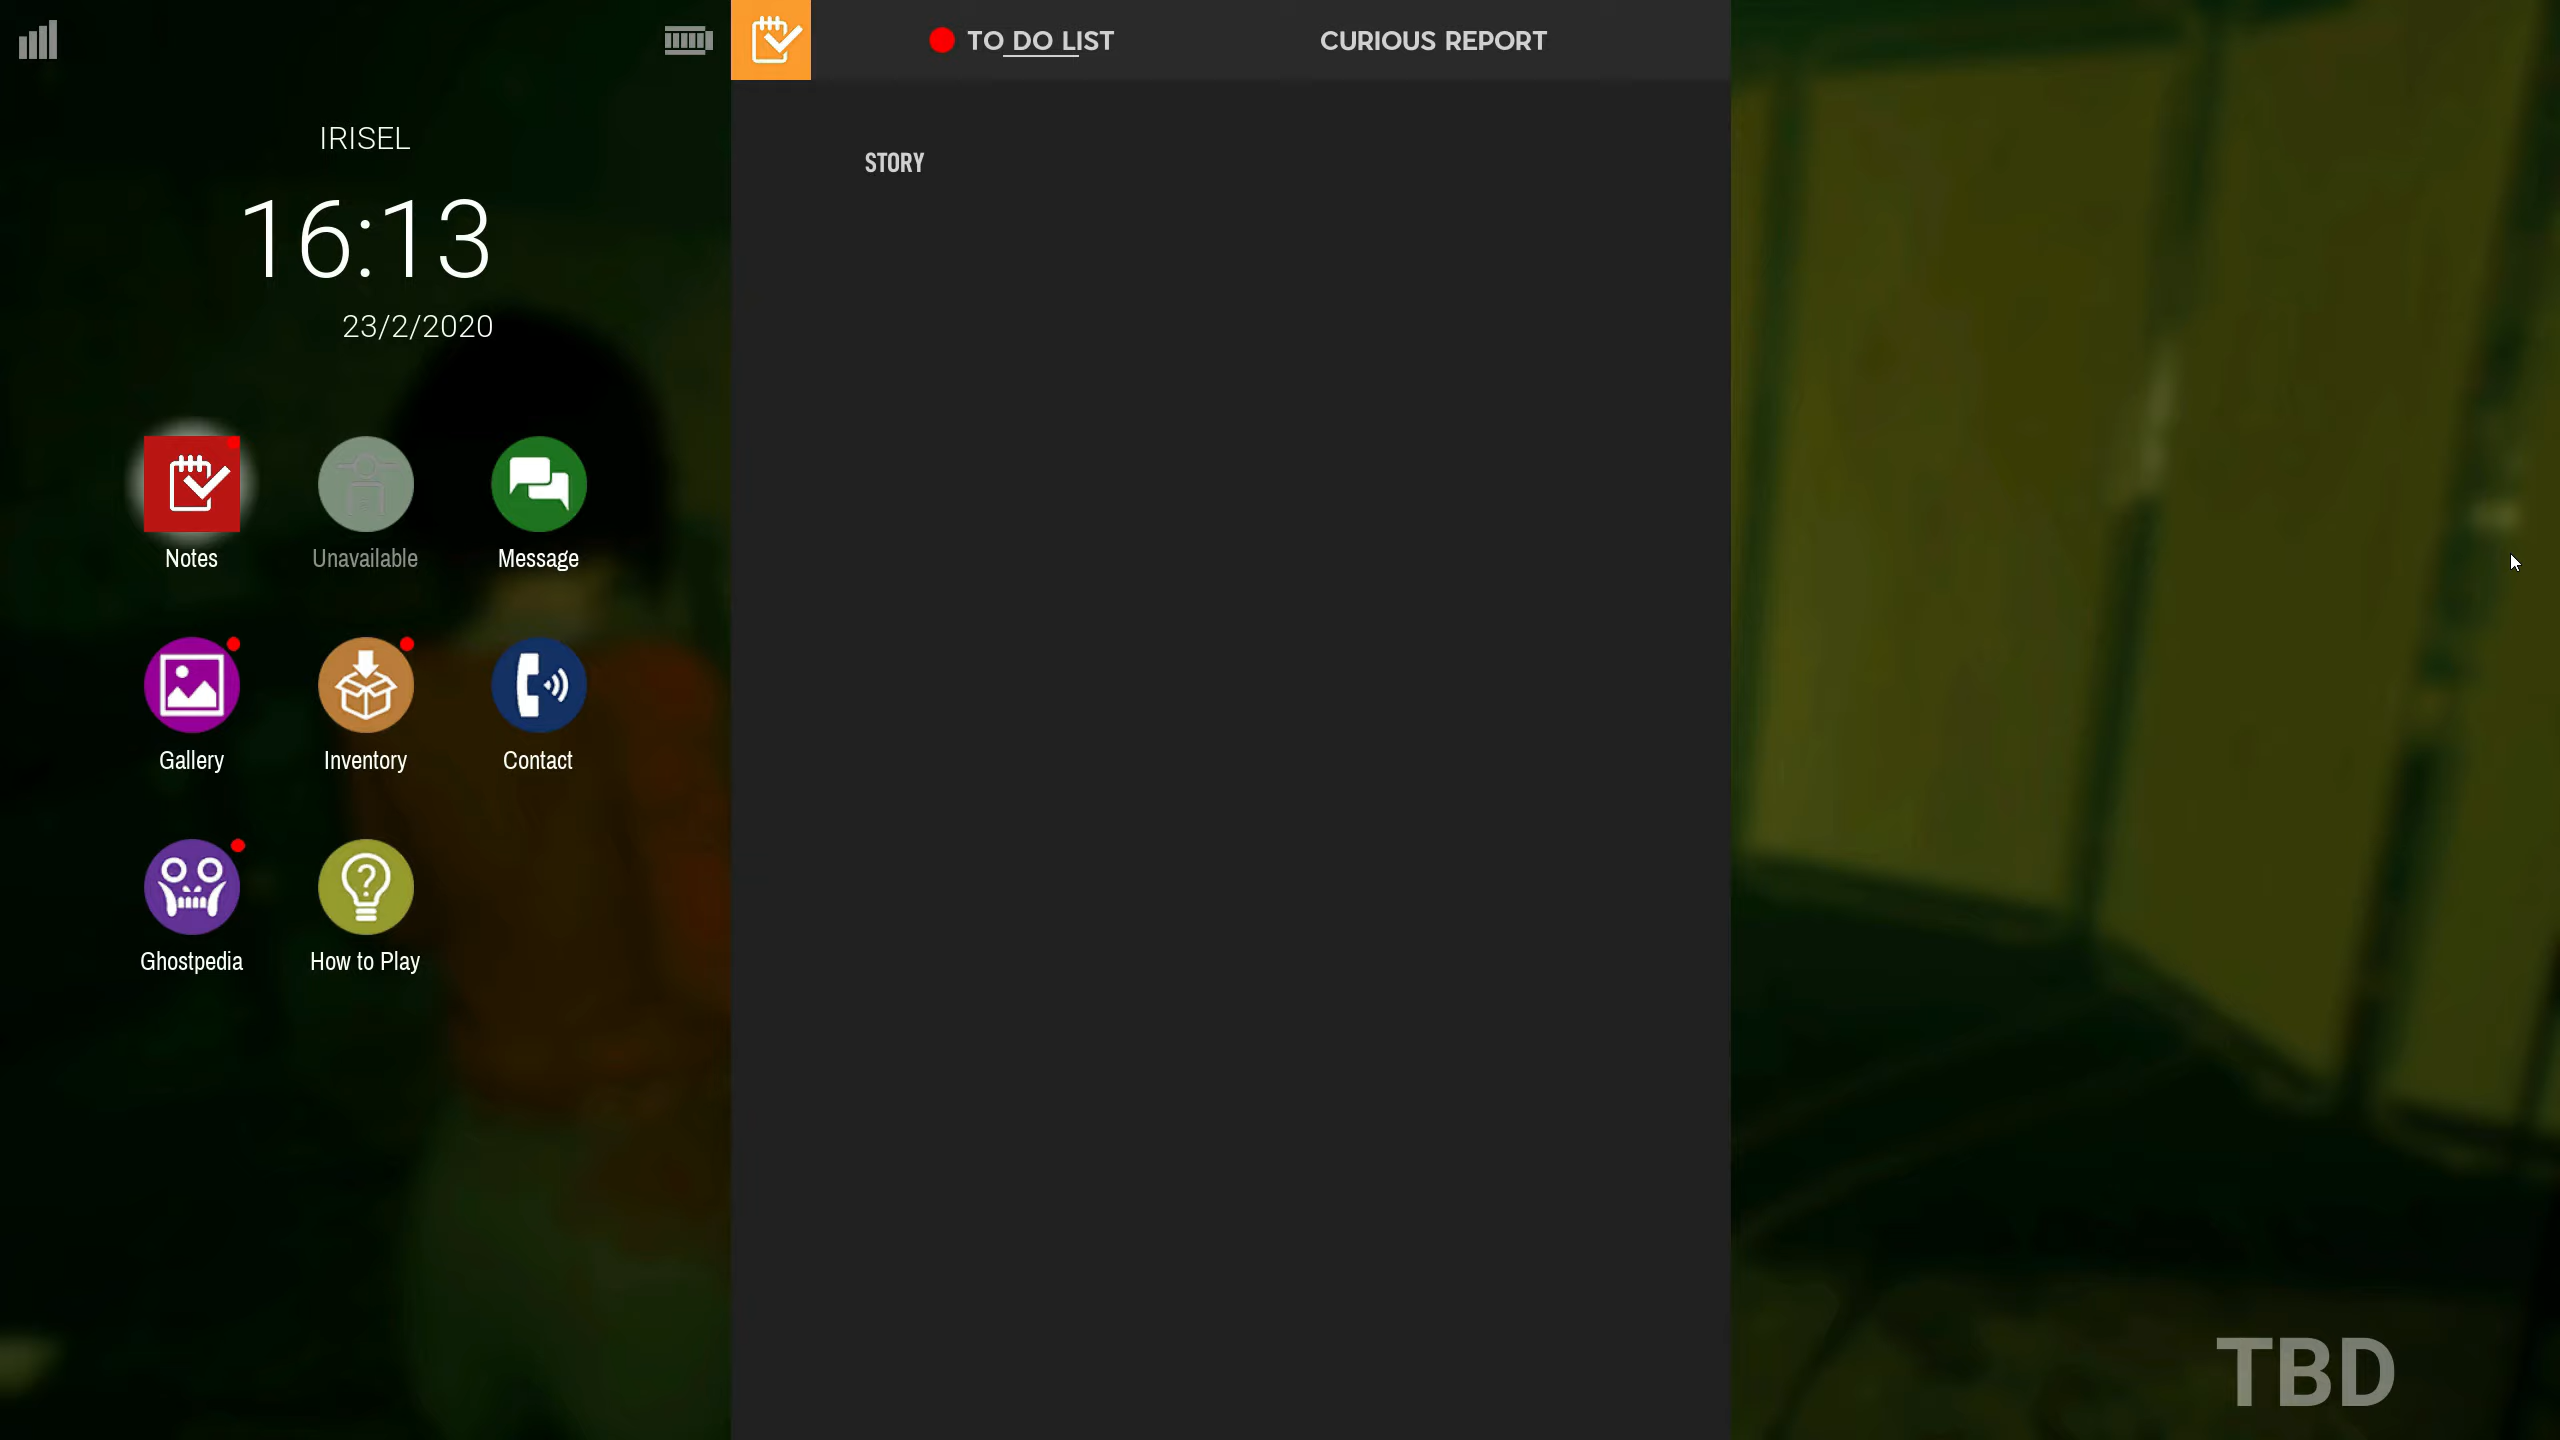 IRISEL
16:13
23/2/2020
Notes
Unavailable
Message
Gallery
Inventory
Contact
Ghostpedia
How to Play
TO DO LIST
CURIOUS REPORT
STORY
TBD